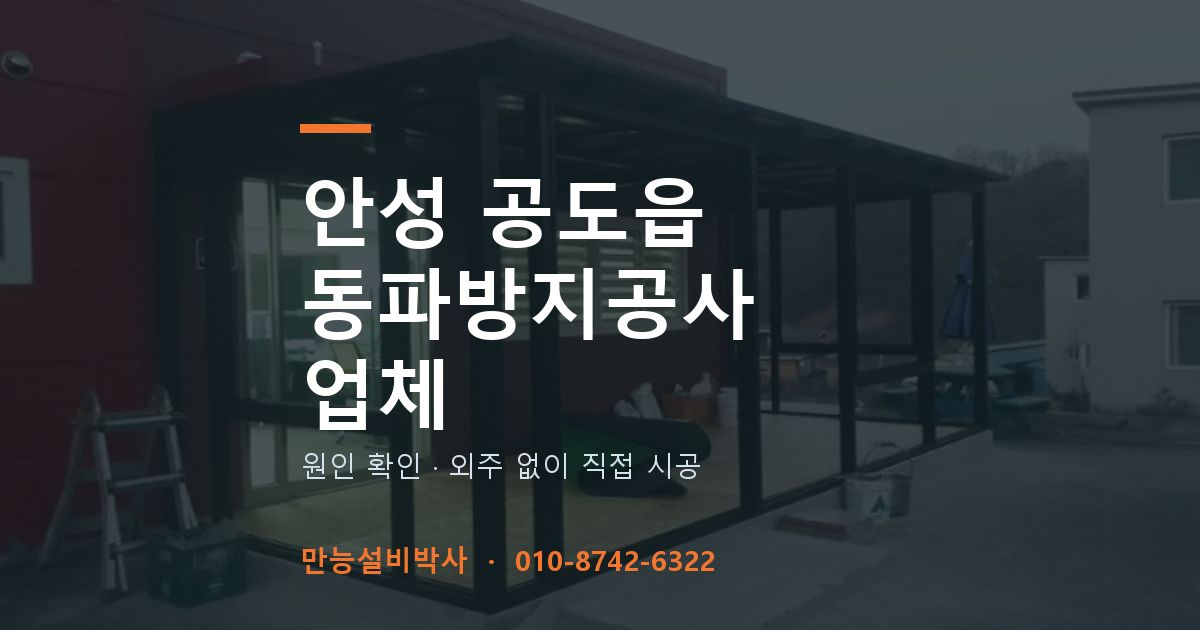 안성 공도읍
동파방지공사
업체
원인 확인 · 외주 없이 직접 시공
만능설비박사 · 010-8742-6322